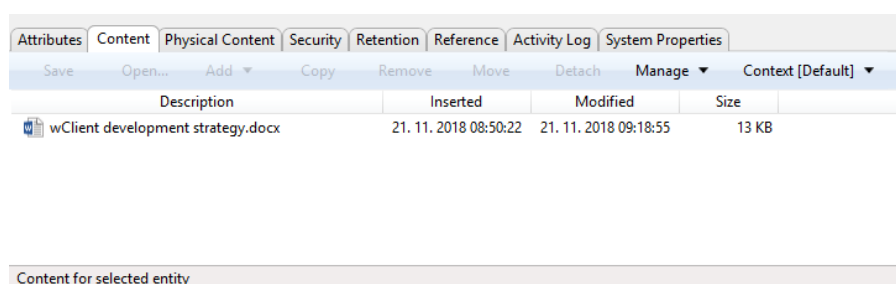 Attributes Content Physical Content Security Retention Reference Activity Log System Properties
Save Open... Add Copy Remove Move Detach Manage Context [Default]
Description Inserted Modified Size
wClient development strategy.docx 21. 11. 2018 08:50:22 21. 11. 2018 09:18:55 13 KB
Content for selected entity